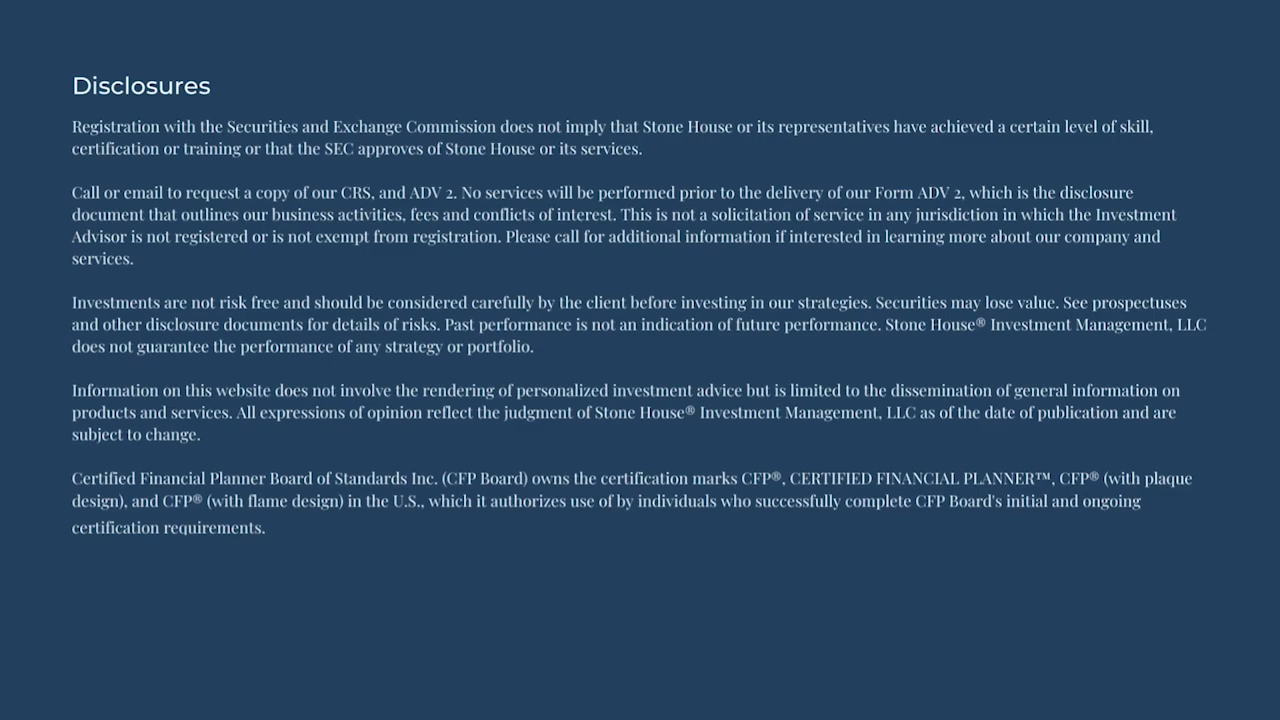 Disclosures
Registration with the Securities and Exchange Commission does not imply that Stone House or its representatives have achieved a certain level of skill,
certification or training or that the SEC approves of Stone House or its services.
Call or email to request a copy of our CRS, and ADV 2. No services will be performed prior to the delivery of our Form ADV 2, which is the disclosure
document that outlines our business activities, fees and conflicts of interest. This is not a solicitation of service in any jurisdiction in which the Investment
Advisor is not registered or is not exempt from registration. Please call for additional information if interested in learning more about our company and
services.
Investments are not risk free and should be considered carefully by the client before investing in our strategies. Securities may lose value. See prospectuses
and other disclosure documents for details of risks. Past performance is not an indication of future performance. Stone House® Investment Management, LLC
does not guarantee the performance of any strategy or portfolio.
Information on this website does not involve the rendering of personalized investment advice but is limited to the dissemination of general information on
products and services. All expressions of opinion reflect the judgment of Stone House® Investment Management, LLC as of the date of publication and are
subject to change.
Certified Financial Planner Board of Standards Inc. (CFP Board) owns the certification marks CFP®, CERTIFIED FINANCIAL PLANNER™, CFP® (with plaque
design), and CFP® (with flame design) in the U.S., which it authorizes use of by individuals who successfully complete CFP Board's initial and ongoing
certification requirements.